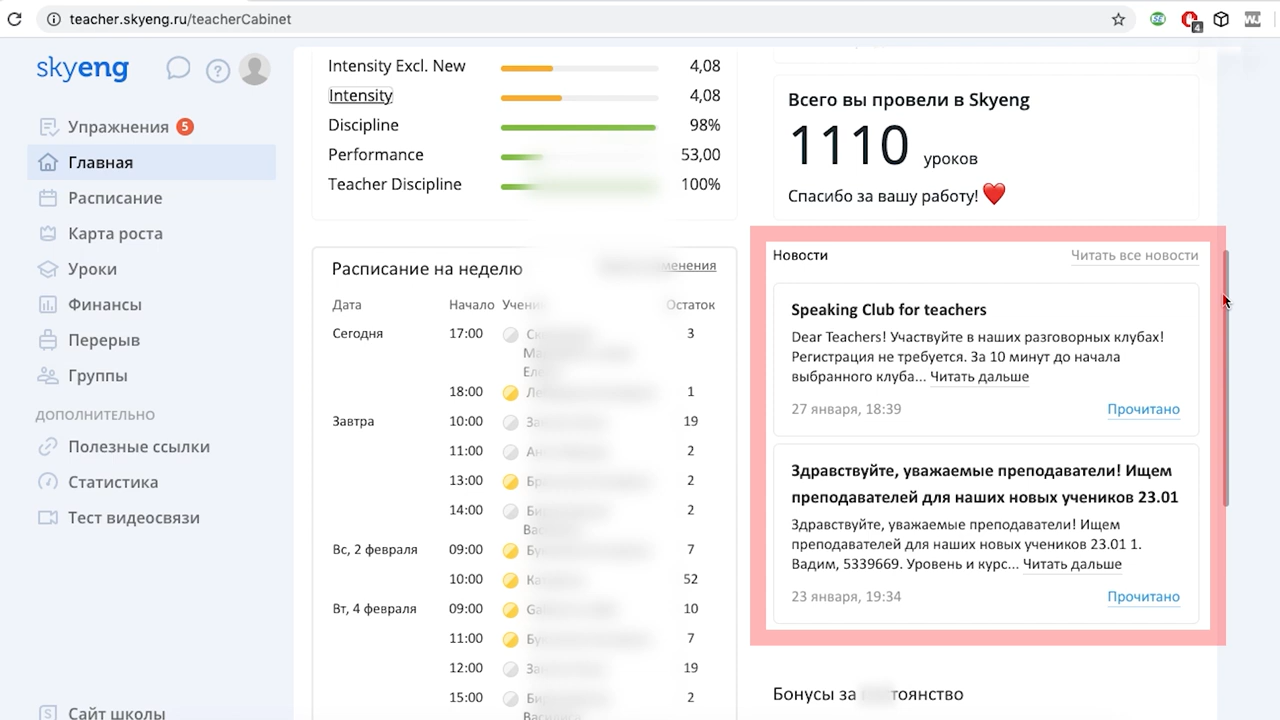 teacher.skyeng.ru/teacherCabinet
4
skyeng
Упражнения 5
Главная
Расписание
Карта роста
Уроки
Финансы
Перерыв
Группы
ДОПОЛНИТЕЛЬНО
Полезные ссылки
Статистика
Тест видеосвязи
Сайт школы
Intensity Excl. New 4,08
Intensity 4,08
Discipline 98%
Performance 53,00
Teacher Discipline 100%
Расписание на неделю
Дата Начало Остаток
Сегодня 17:00 3
18:00 1
Завтра 10:00 19
11:00 2
13:00 2
14:00 2
Вс, 2 февраля 09:00 7
10:00 52
Вт, 4 февраля 09:00 10
11:00 7
12:00 19
15:00 2
Всего вы провели в Skyeng
1110 уроков
Спасибо за вашу работу!
Новости Читать все новости
Speaking Club for teachers
Dear Teachers! Участвуйте в наших разговорных клубах!
Регистрация не требуется. За 10 минут до начала
выбранного клуба... Читать дальше
27 января, 18:39 Прочитано
Здравствуйте, уважаемые преподаватели! Ищем
преподавателей для наших новых учеников 23.01
Здравствуйте, уважаемые преподаватели! Ищем
преподавателей для наших новых учеников 23.01 1.
Вадим, 5339669. Уровень и курс... Читать дальше
23 января, 19:34 Прочитано
Бонусы за